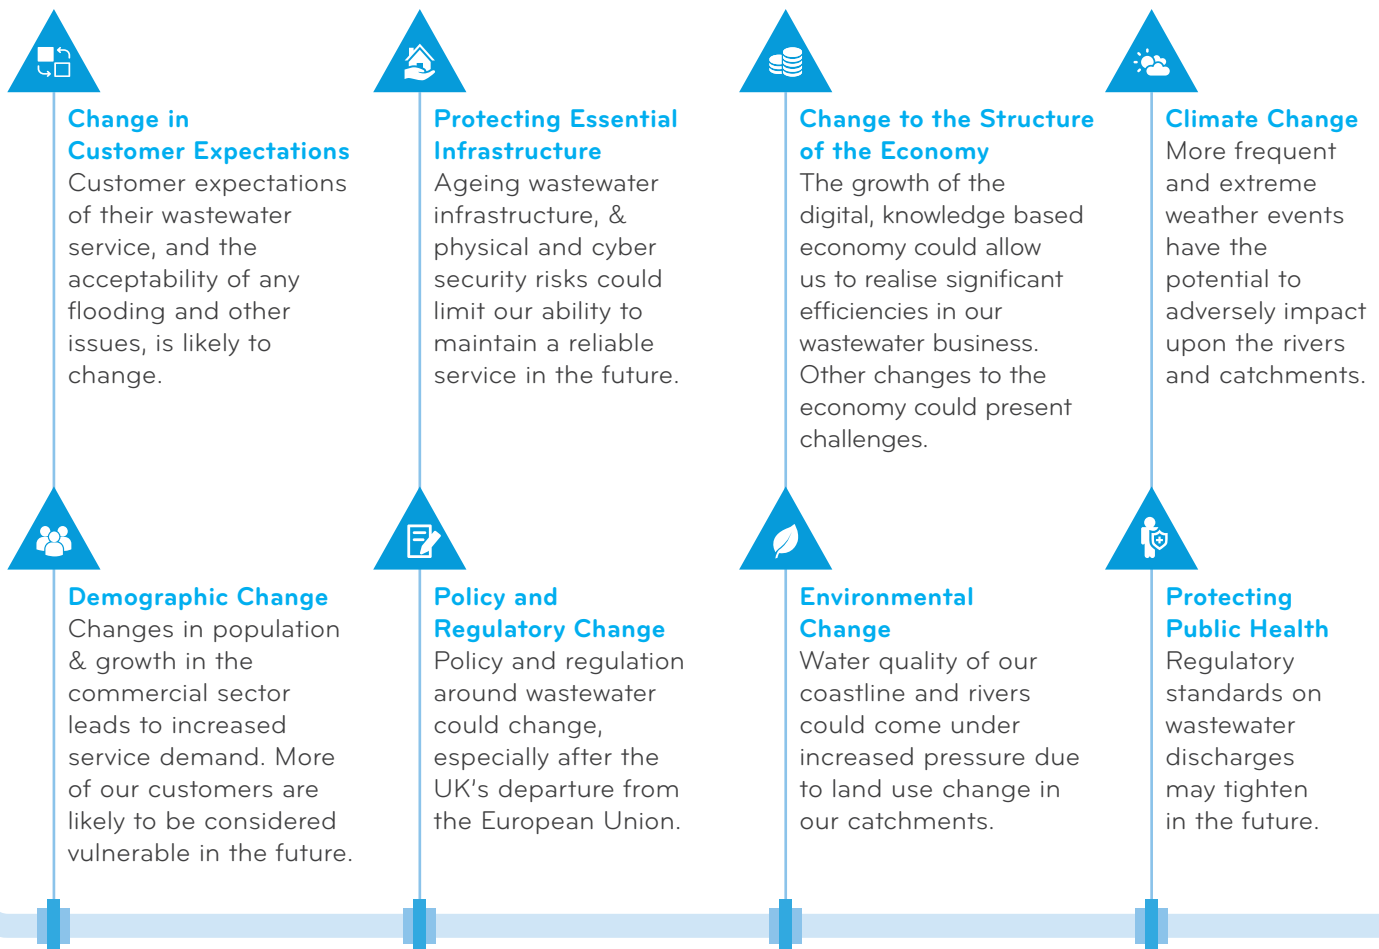 Change in
Customer Expectations
Customer expectations
of their wastewater
service, and the
acceptability of any
flooding and other
issues, is likely to
change.
Protecting Essential
Infrastructure
Ageing wastewater
infrastructure, &
physical and cyber
security risks could
limit our ability to
maintain a reliable
service in the future.
Change to the Structure
of the Economy
The growth of the
digital, knowledge based
economy could allow
us to realise significant
efficiencies in our
wastewater business.
Other changes to the
economy could present
challenges.
Climate Change
More frequent
and extreme
weather events
have the
potential to
adversely impact
upon the rivers
and catchments.
Demographic Change
Changes in population
& growth in the
commercial sector
leads to increased
service demand. More
of our customers are
likely to be considered
vulnerable in the future.
Policy and
Regulatory Change
Policy and regulation
around wastewater
could change,
especially after the
UK's departure from
the European Union.
Environmental
Change
Water quality of our
coastline and rivers
could come under
increased pressure due
to land use change in
our catchments.
Protecting
Public Health
Regulatory
standards on
wastewater
discharges
may tighten
in the future.